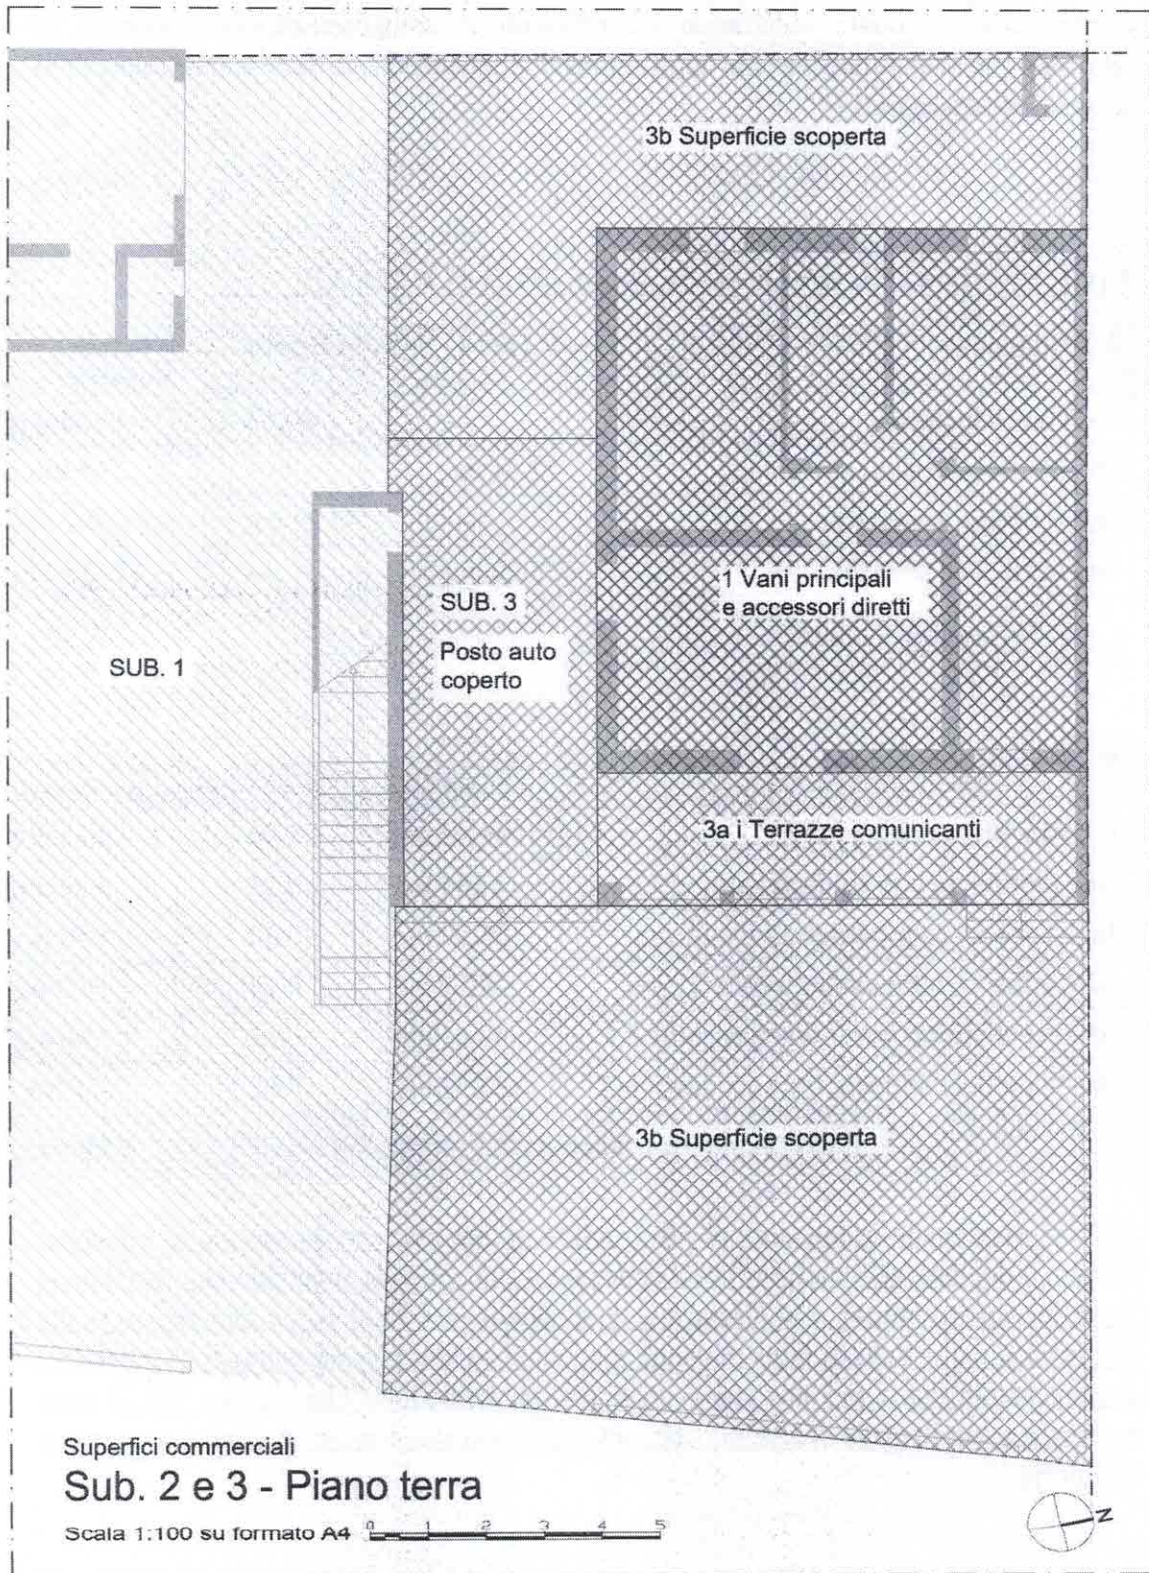 3b Superficie scoperta
1 Vani principali
e accessori diretti
SUB. 3
Posto auto
coperto
SUB. 1
3a i Terrazze comunicanti
3b Superficie scoperta
Superfici commerciali
Sub. 2 e 3 - Piano terra
Scala 1:100 su formato A4
0 1 2 3 4 5
N